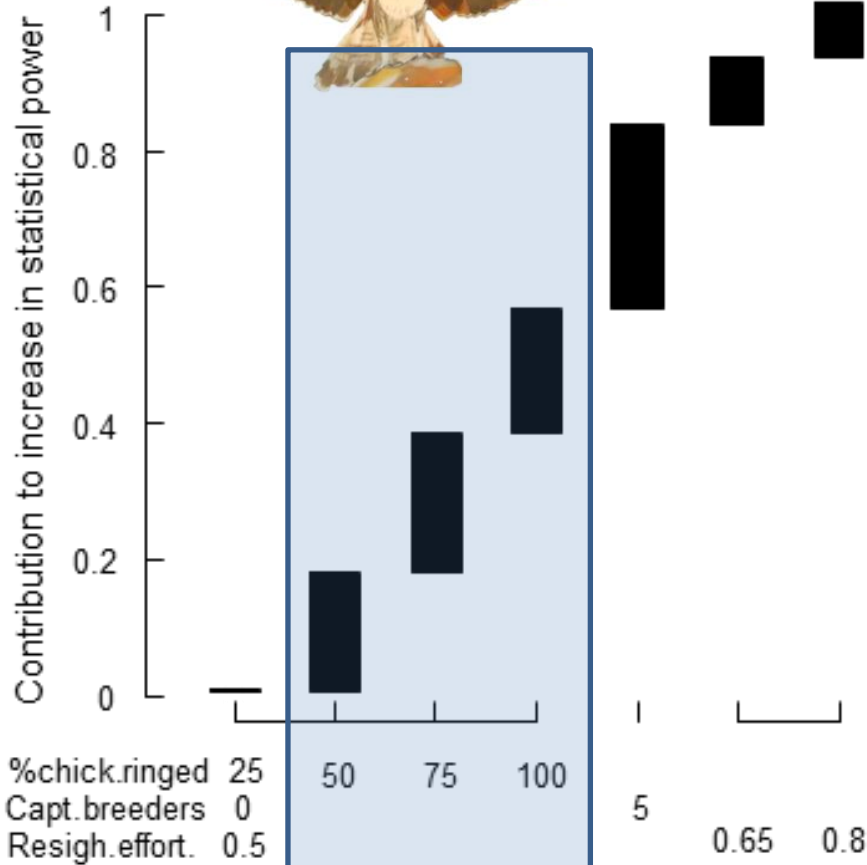 Contribution to increase in statistical power
1
0.8
0.6
0.4
0.2
0
%chick.ringed 25 50 75 100
Capt.breeders 0 5
Resigh.effort. 0.5 0.65 0.8